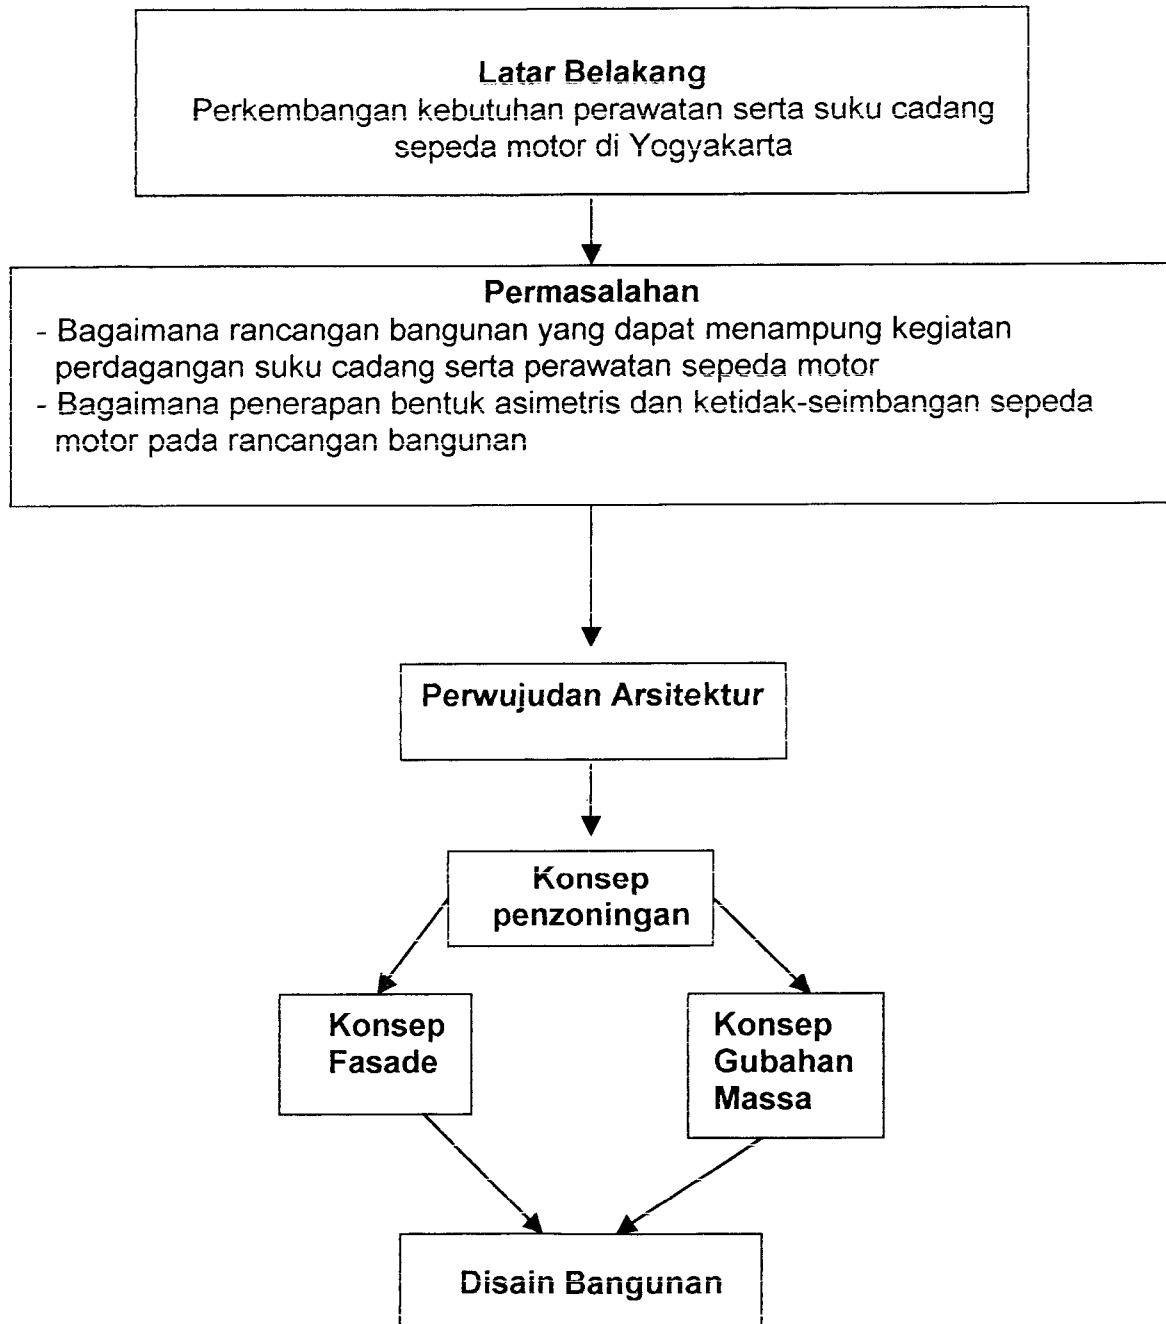 Latar Belakang
Perkembangan kebutuhan perawatan serta suku cadang
sepeda motor di Yogyakarta
Permasalahan
- Bagaimana rancangan bangunan yang dapat menampung kegiatan
perdagangan suku cadang serta perawatan sepeda motor
- Bagaimana penerapan bentuk asimetris dan ketidak-seimbangan sepeda
motor pada rancangan bangunan
Perwujudan Arsitektur
Konsep
penzoningan
Konsep
Fasade
Konsep
Gubahan
Massa
Disain Bangunan